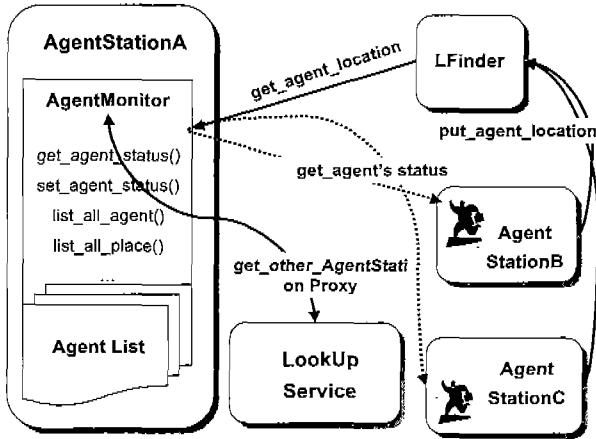 AgentStationA
AgentMonitor
get_agent_status()
set_agent_status()
list_all_agent()
list_all_place()
...
Agent List
get_agent_location
LFinder
put_agent_location
get_agent's status
Agent
StationB
get_other_AgentStati
on Proxy
LookUp
Service
Agent
StationC